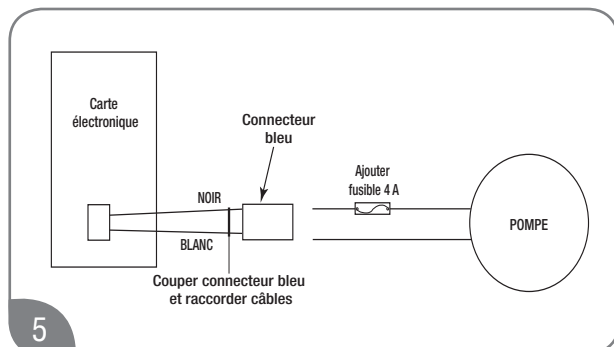 Carte
électronique
Connecteur
bleu
NOIR
BLANC
Ajouter
fusible 4 A
POMPE
Couper connecteur bleu
et raccorder câbles
5